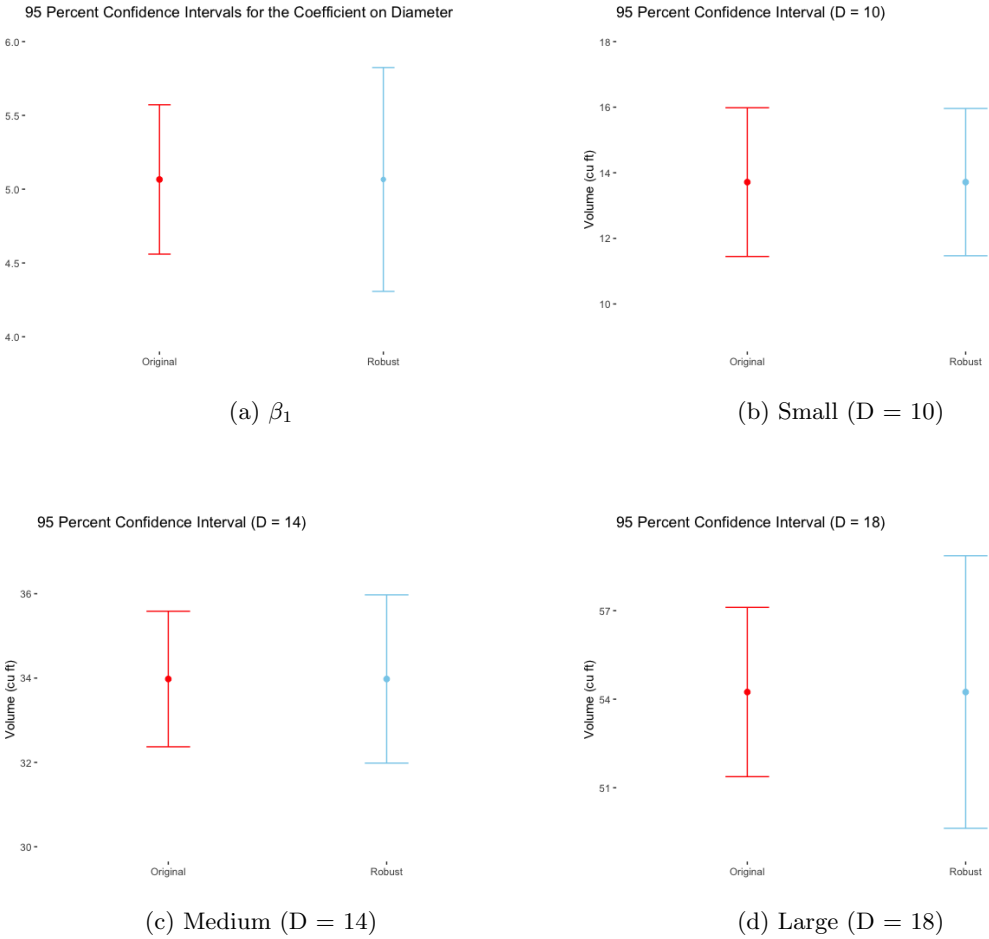 95 Percent Confidence Intervals for the Coefficient on Diameter
6.0
5.5
5.0
4.5
4.0
Original
Robust
(a) β₁
95 Percent Confidence Interval (D = 10)
Volume (cu ft)
18
16
14
12
10
Original
Robust
(b) Small (D = 10)
95 Percent Confidence Interval (D = 14)
Volume (cu ft)
36
34
32
30
Original
Robust
(c) Medium (D = 14)
95 Percent Confidence Interval (D = 18)
Volume (cu ft)
57
54
51
Original
Robust
(d) Large (D = 18)